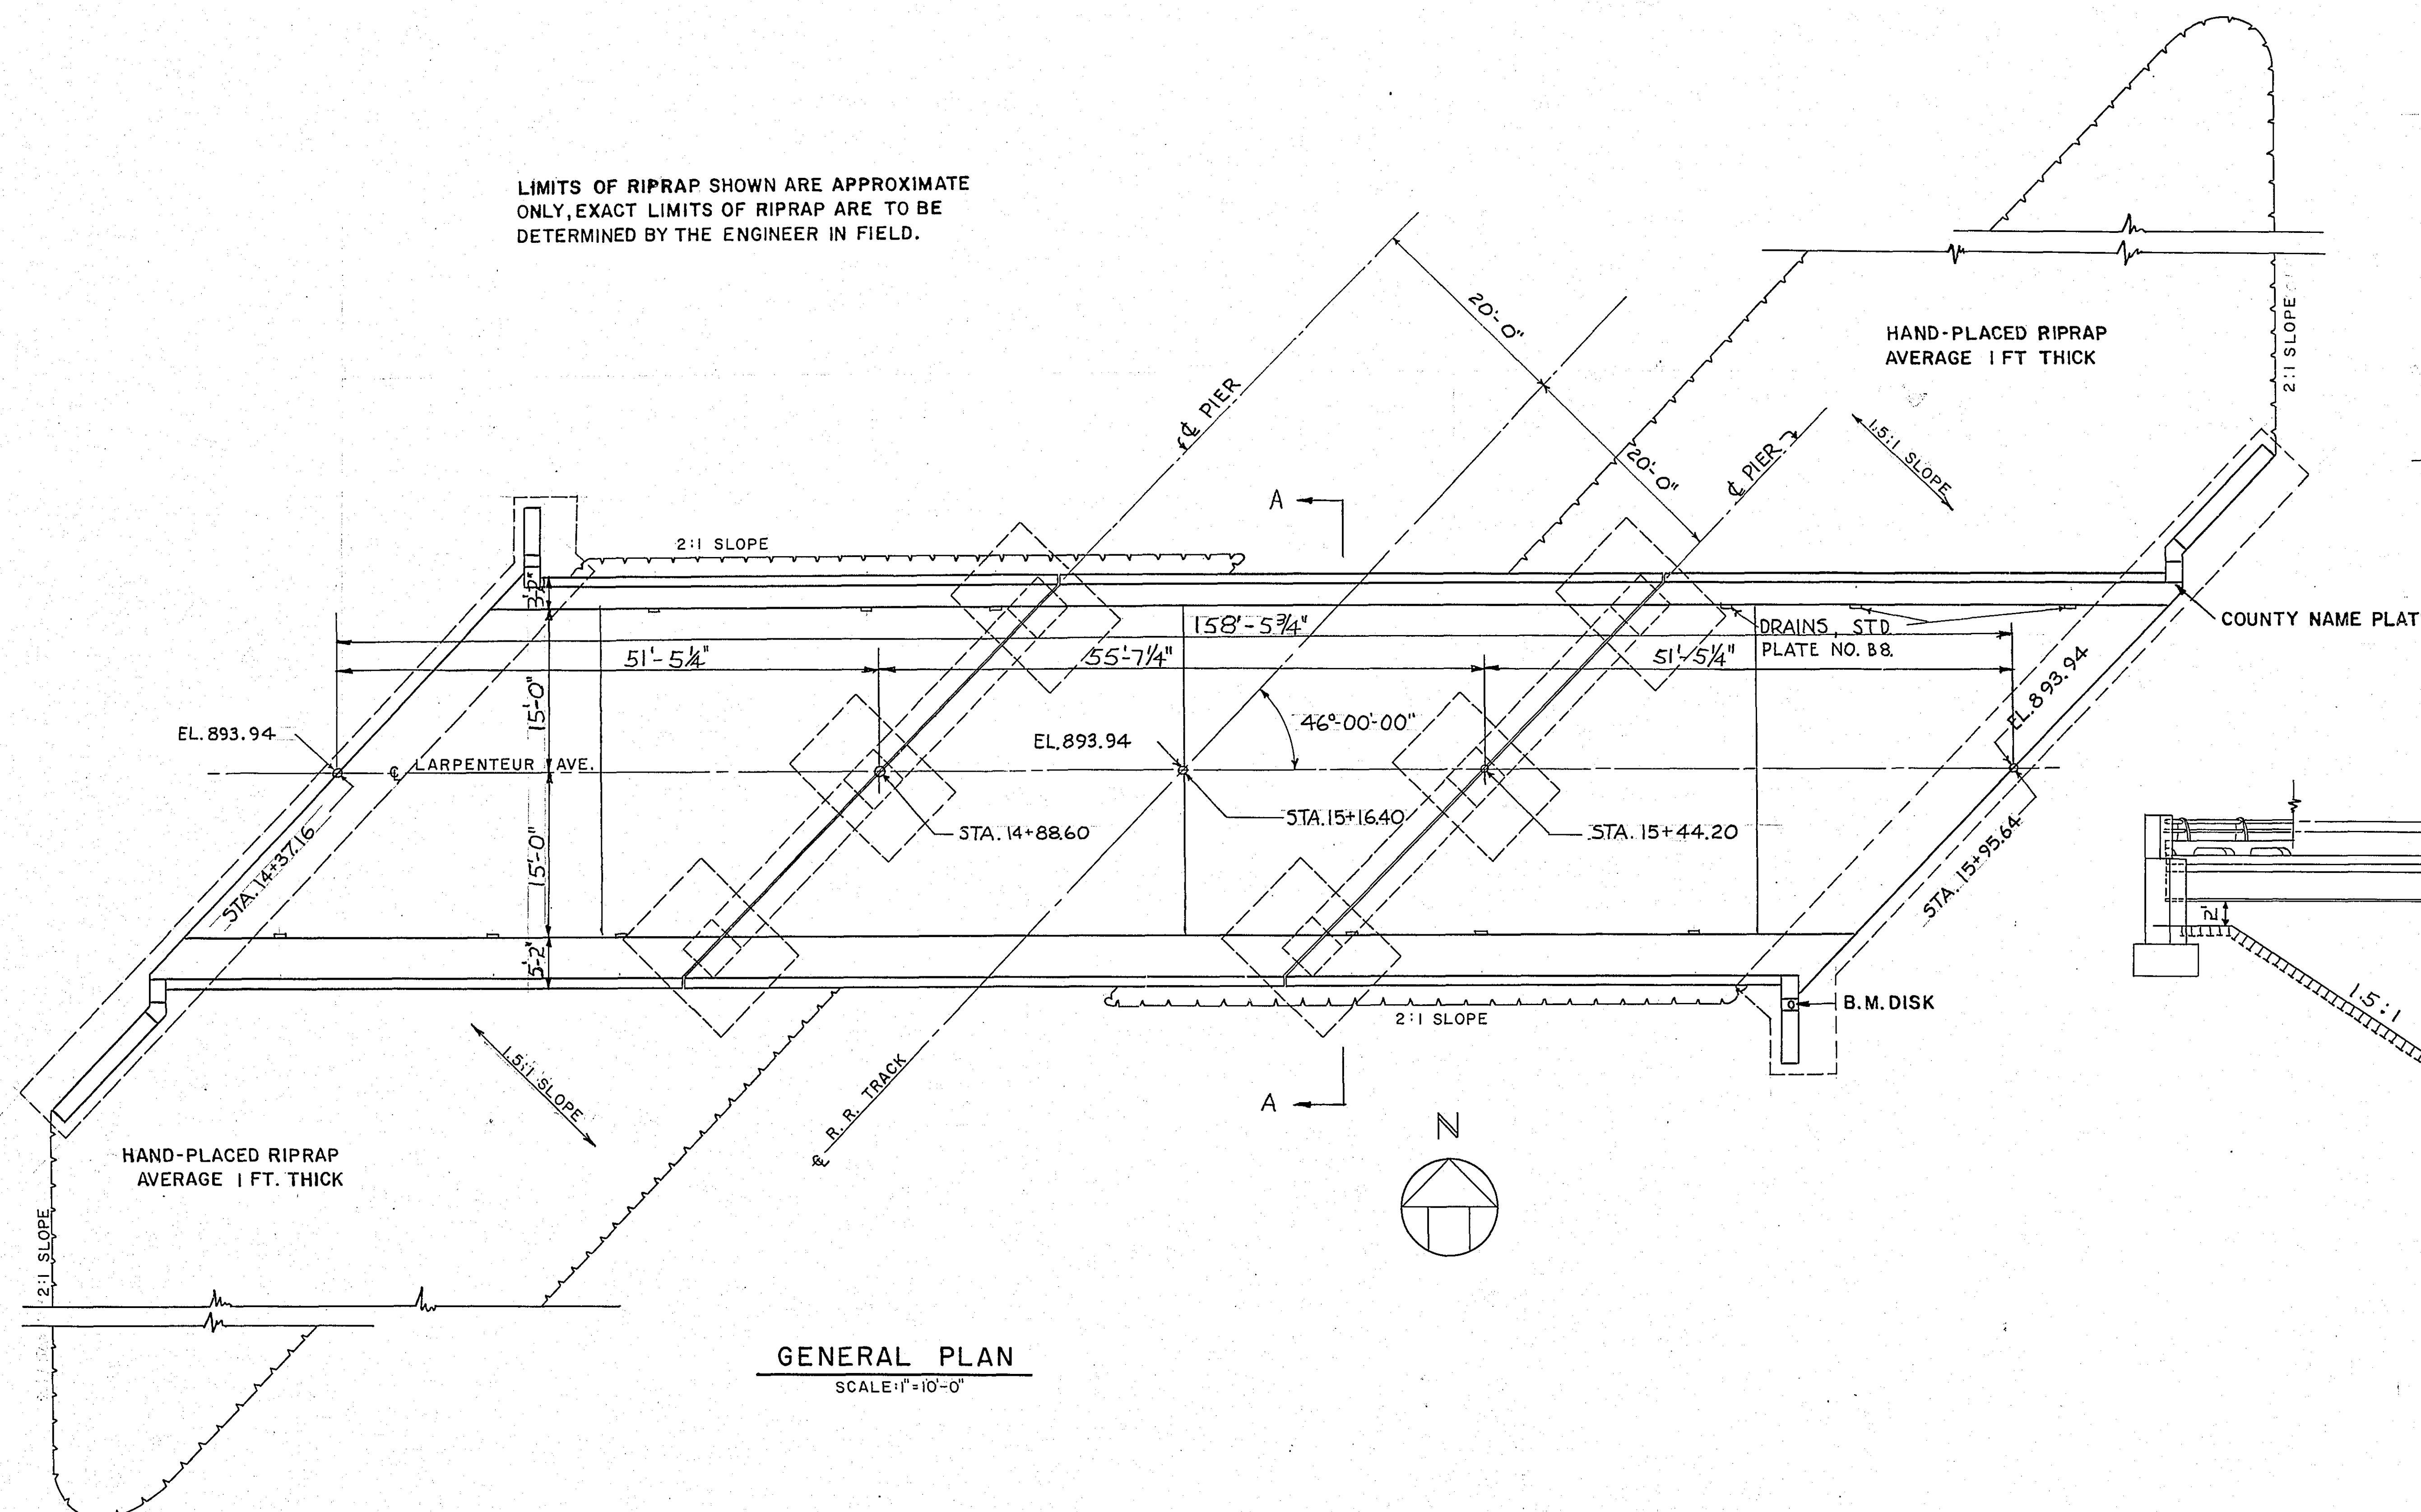 LIMITS OF RIPRAP SHOWN ARE APPROXIMATE
ONLY, EXACT LIMITS OF RIPRAP ARE TO BE
DETERMINED BY THE ENGINEER IN FIELD.
20'-0"
2:1 SLOPE
HAND-PLACED RIPRAP
AVERAGE 1 FT THICK
℄ PIER
20'-0"
℄ PIER
1.5:1 SLOPE
A
2:1 SLOPE
3'-2"
158'-5¾"
DRAINS, STD
PLATE NO. B8.
COUNTY NAME PLAT
51'-5¼"
55'-7¼"
51'-5¼"
15'-0"
EL. 893.94
46°-00'-00"
EL. 893.94
EL. 893.94
℄ LARPENTEUR AVE.
STA. 14+37.16
15'-0"
STA. 14+88.60
STA. 15+16.40
STA. 15+44.20
STA. 15+95.64
2'
5'-2"
B.M. DISK
2:1 SLOPE
1.5:1
1.5:1 SLOPE
℄ R. R. TRACK
A
N
HAND-PLACED RIPRAP
AVERAGE 1 FT. THICK
2:1 SLOPE
GENERAL PLAN
SCALE: 1"=10'-0"